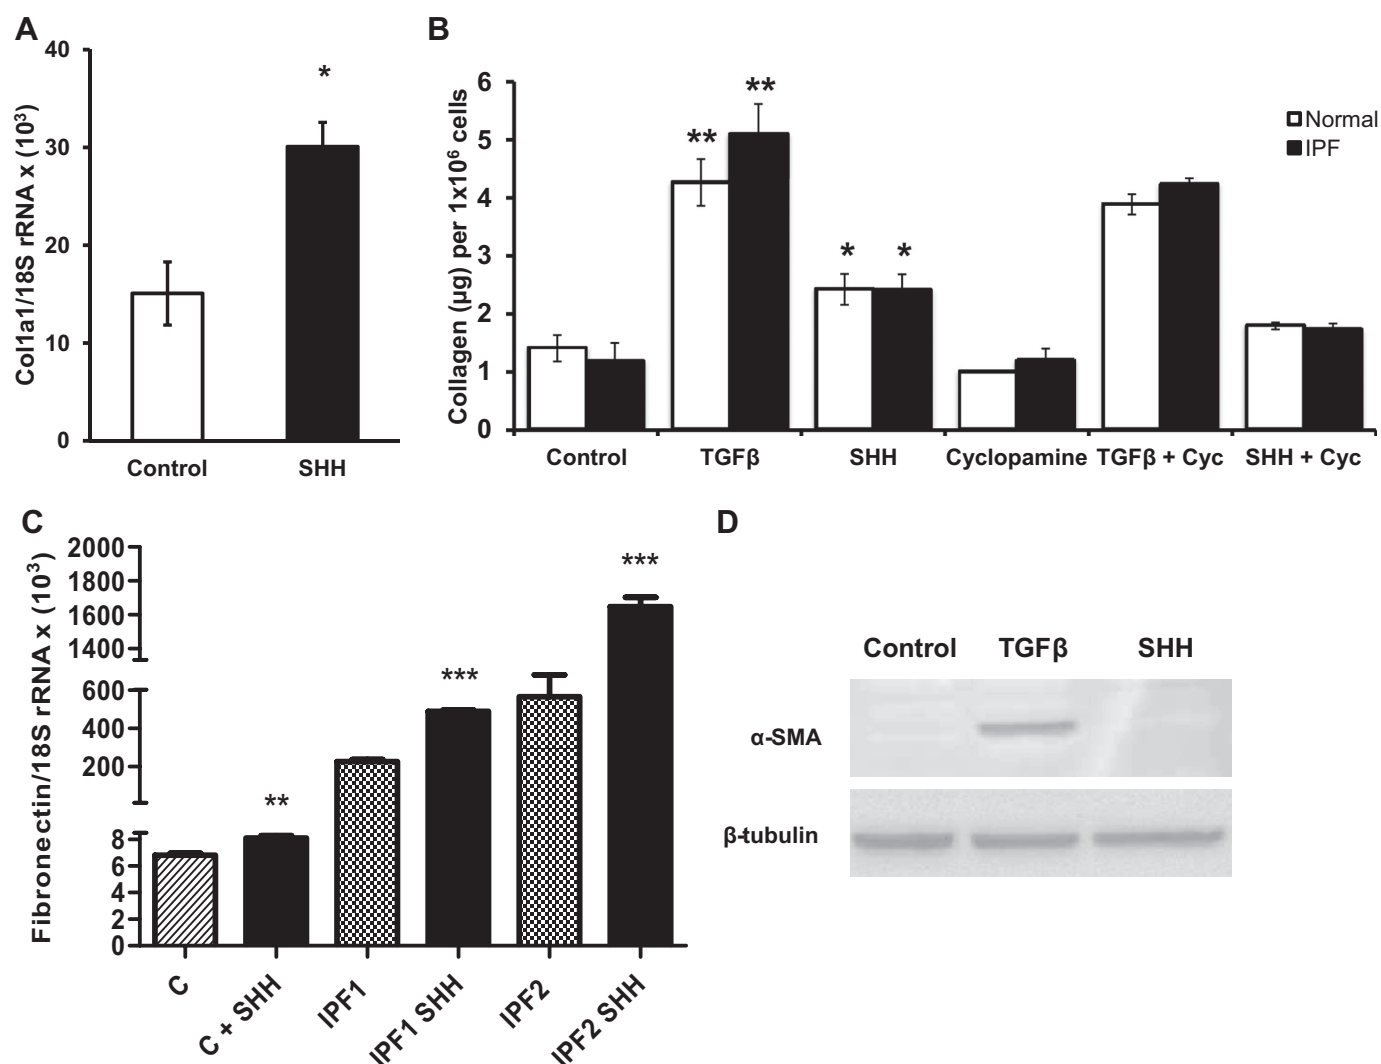 A
Col1a1/18S rRNA x (10³)
40
30
20
10
0
*
Control SHH
B
Collagen (µg) per 1x10⁶ cells
6
5
4
3
2
1
0
** **
* *
Normal
IPF
Control TGFβ SHH Cyclopamine TGFβ + Cyc SHH + Cyc
C
Fibronectin/18S rRNA x (10³)
2000
1800
1600
1400
600
400
200
8
6
4
2
0
**
***
***
C
C + SHH
IPF1
IPF1 SHH
IPF2
IPF2 SHH
D
Control TGFβ SHH
α-SMA
β-tubulin